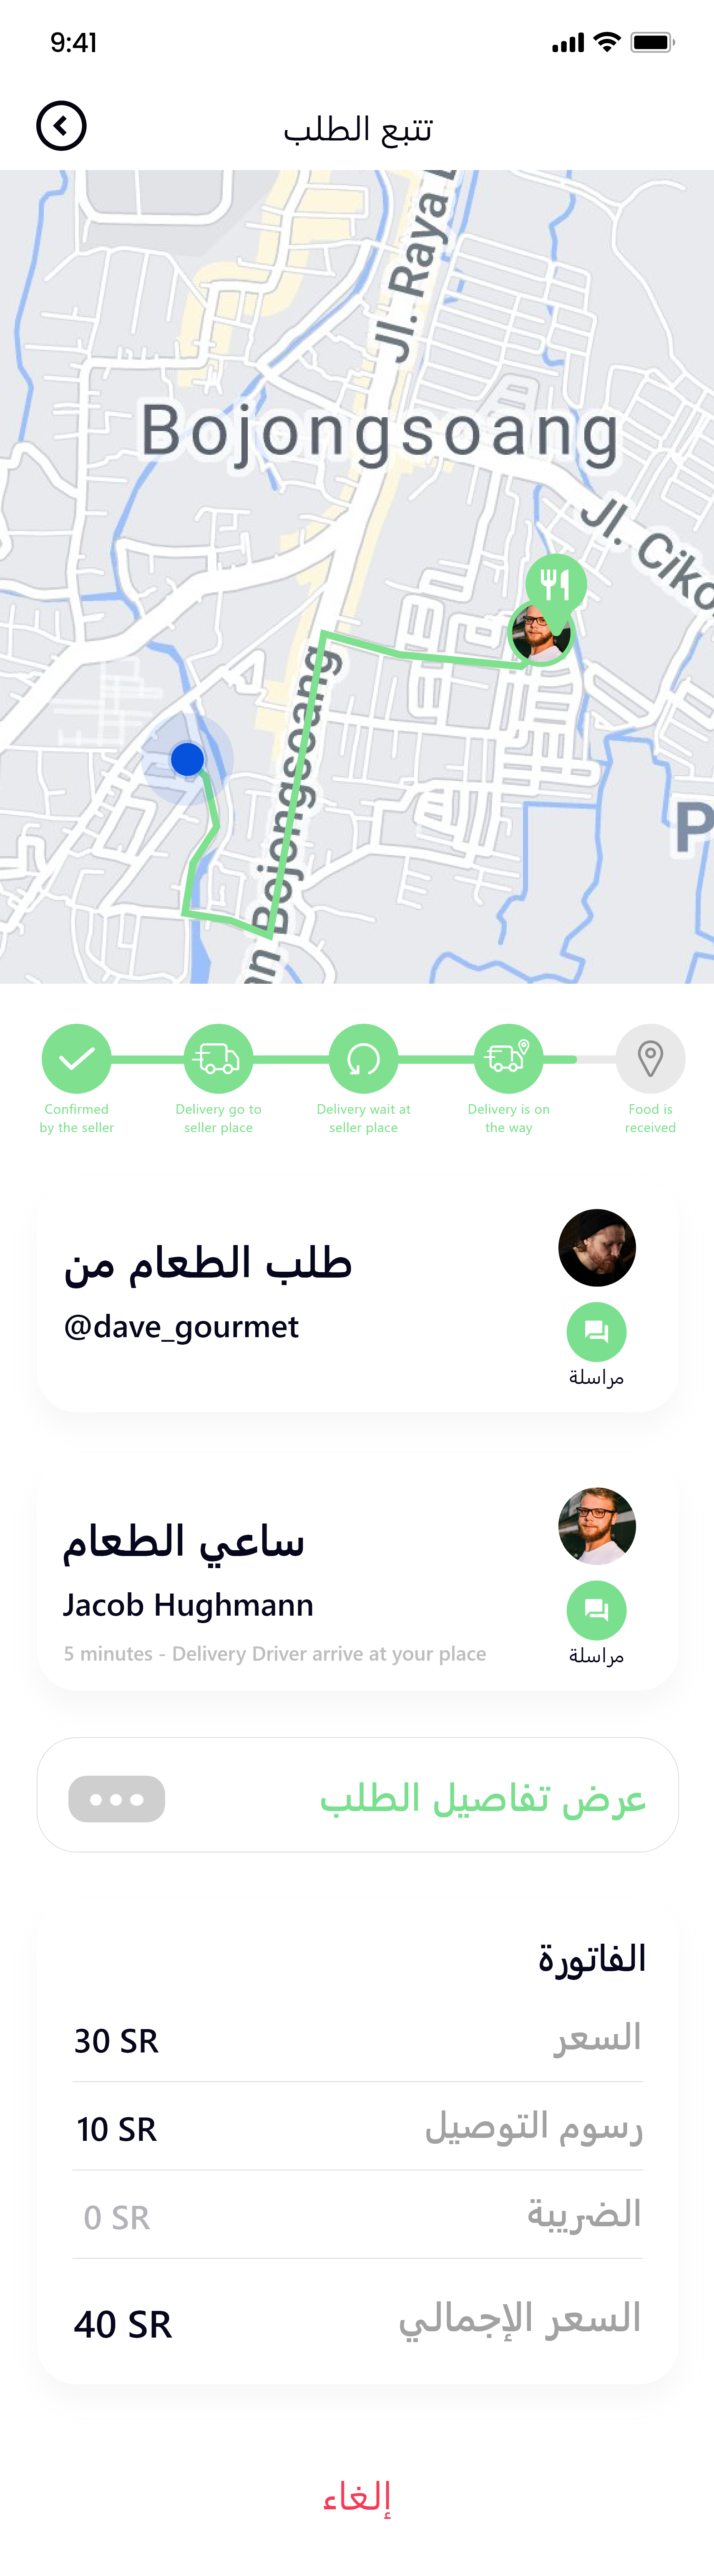 9:41
تتبع الطلب
Jl. Raya
Bojongsoang
Jl. Ciko
Bojongsoang
an
P
Confirmed
by the seller
Delivery go to
seller place
Delivery wait at
seller place
Delivery is on
the way
Food is
received
طلب الطعام من
@dave_gourmet
مراسلة
ساعي الطعام
Jacob Hughmann
5 minutes - Delivery Driver arrive at your place
مراسلة
عرض تفاصيل الطلب
الفاتورة
السعر 30 SR
رسوم التوصيل 10 SR
الضريبة 0 SR
السعر الإجمالي 40 SR
إلغاء